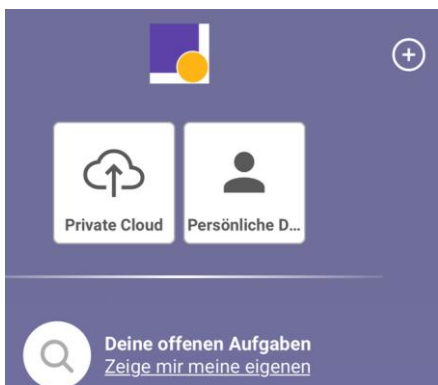 Private Cloud
Persönliche D...
Deine offenen Aufgaben
Zeige mir meine eigenen